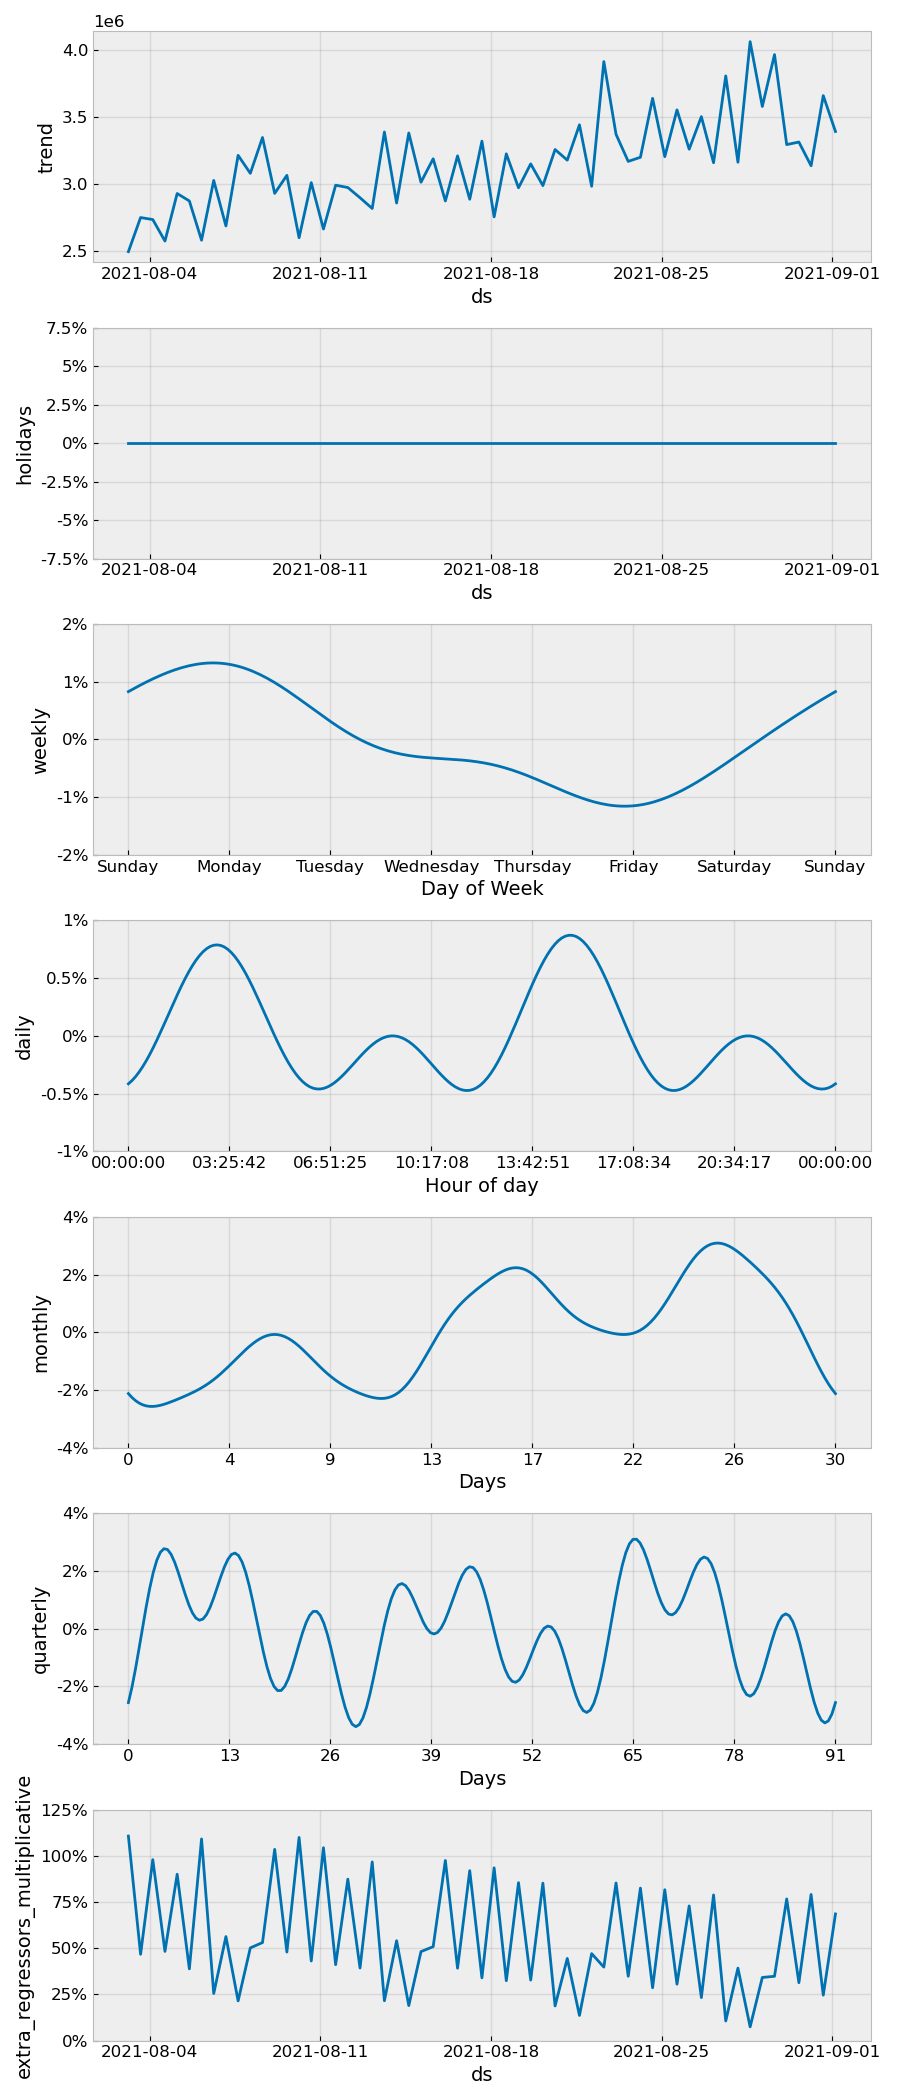 1e6
4.0
3.5
3.0
2.5
trend
2021-08-04 2021-08-11 2021-08-18 2021-08-25 2021-09-01
ds
7.5%
5%
2.5%
0%
-2.5%
-5%
-7.5%
holidays
2021-08-04 2021-08-11 2021-08-18 2021-08-25 2021-09-01
ds
2%
1%
0%
-1%
-2%
weekly
Sunday Monday Tuesday Wednesday Thursday Friday Saturday Sunday
Day of Week
1%
0.5%
0%
-0.5%
-1%
daily
00:00:00 03:25:42 06:51:25 10:17:08 13:42:51 17:08:34 20:34:17 00:00:00
Hour of day
4%
2%
0%
-2%
-4%
monthly
0 4 9 13 17 22 26 30
Days
4%
2%
0%
-2%
-4%
quarterly
0 13 26 39 52 65 78 91
Days
125%
100%
75%
50%
25%
0%
extra_regressors_multiplicative
2021-08-04 2021-08-11 2021-08-18 2021-08-25 2021-09-01
ds